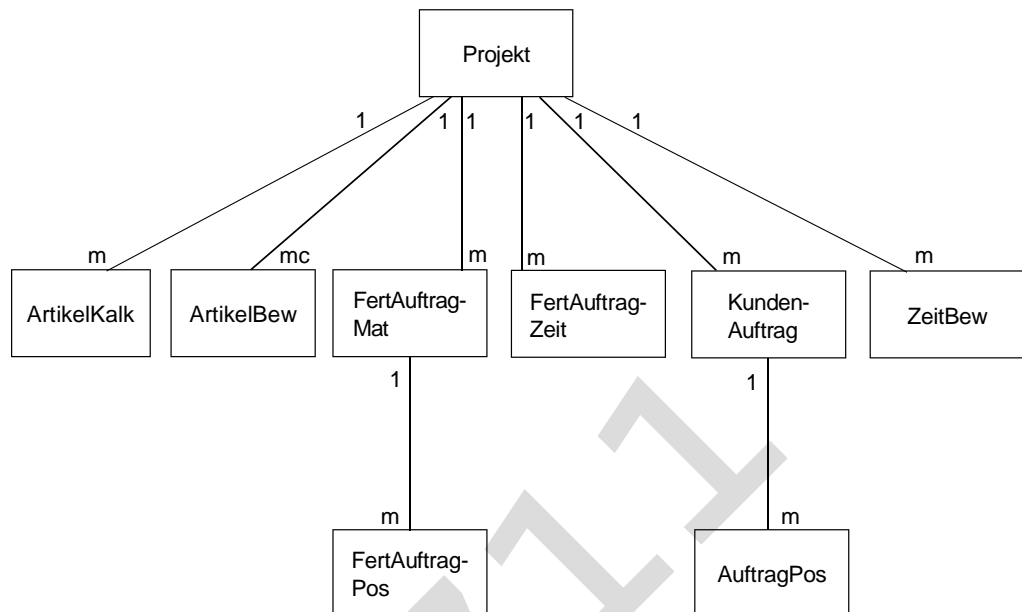 Projekt
1 1 1 1 1 1
m mc m m m m
ArtikelKalk
ArtikelBew
FertAuftrag-
Mat
FertAuftrag-
Zeit
Kunden-
Auftrag
ZeitBew
1 1
m m
FertAuftrag-
Pos
AuftragPos